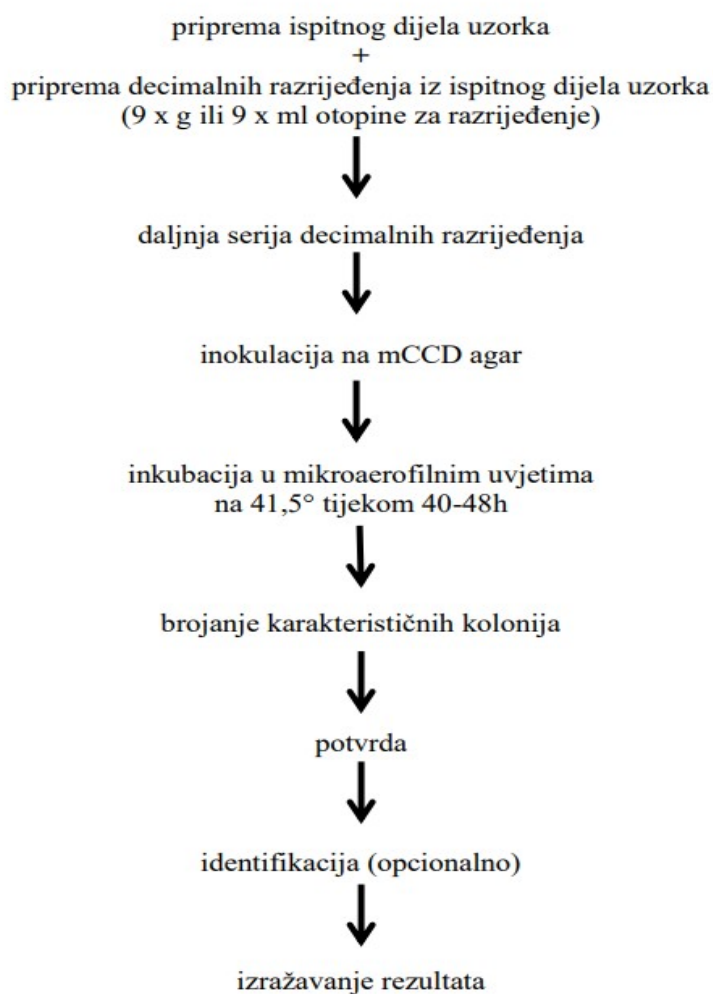 priprema ispitnog dijela uzorka
+
priprema decimalnih razrijeđenja iz ispitnog dijela uzorka
(9 x g ili 9 x ml otopine za razrijeđenje)
daljnja serija decimalnih razrijeđenja
inokulacija na mCCD agar
inkubacija u mikroaerofilnim uvjetima
na 41,5° tijekom 40-48h
brojanje karakterističnih kolonija
potvrda
identifikacija (opcionalno)
izražavanje rezultata